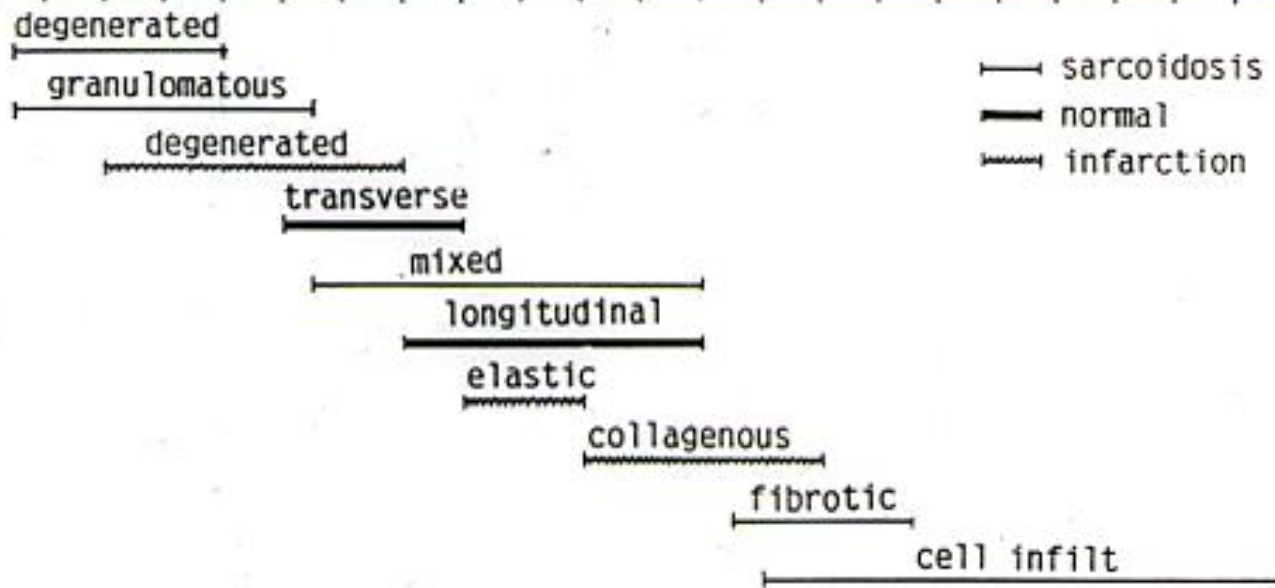 degenerated
sarcoidosis
granulomatous
normal
degenerated
infarction
transverse
mixed
longitudinal
elastic
collagenous
fibrotic
cell infilt